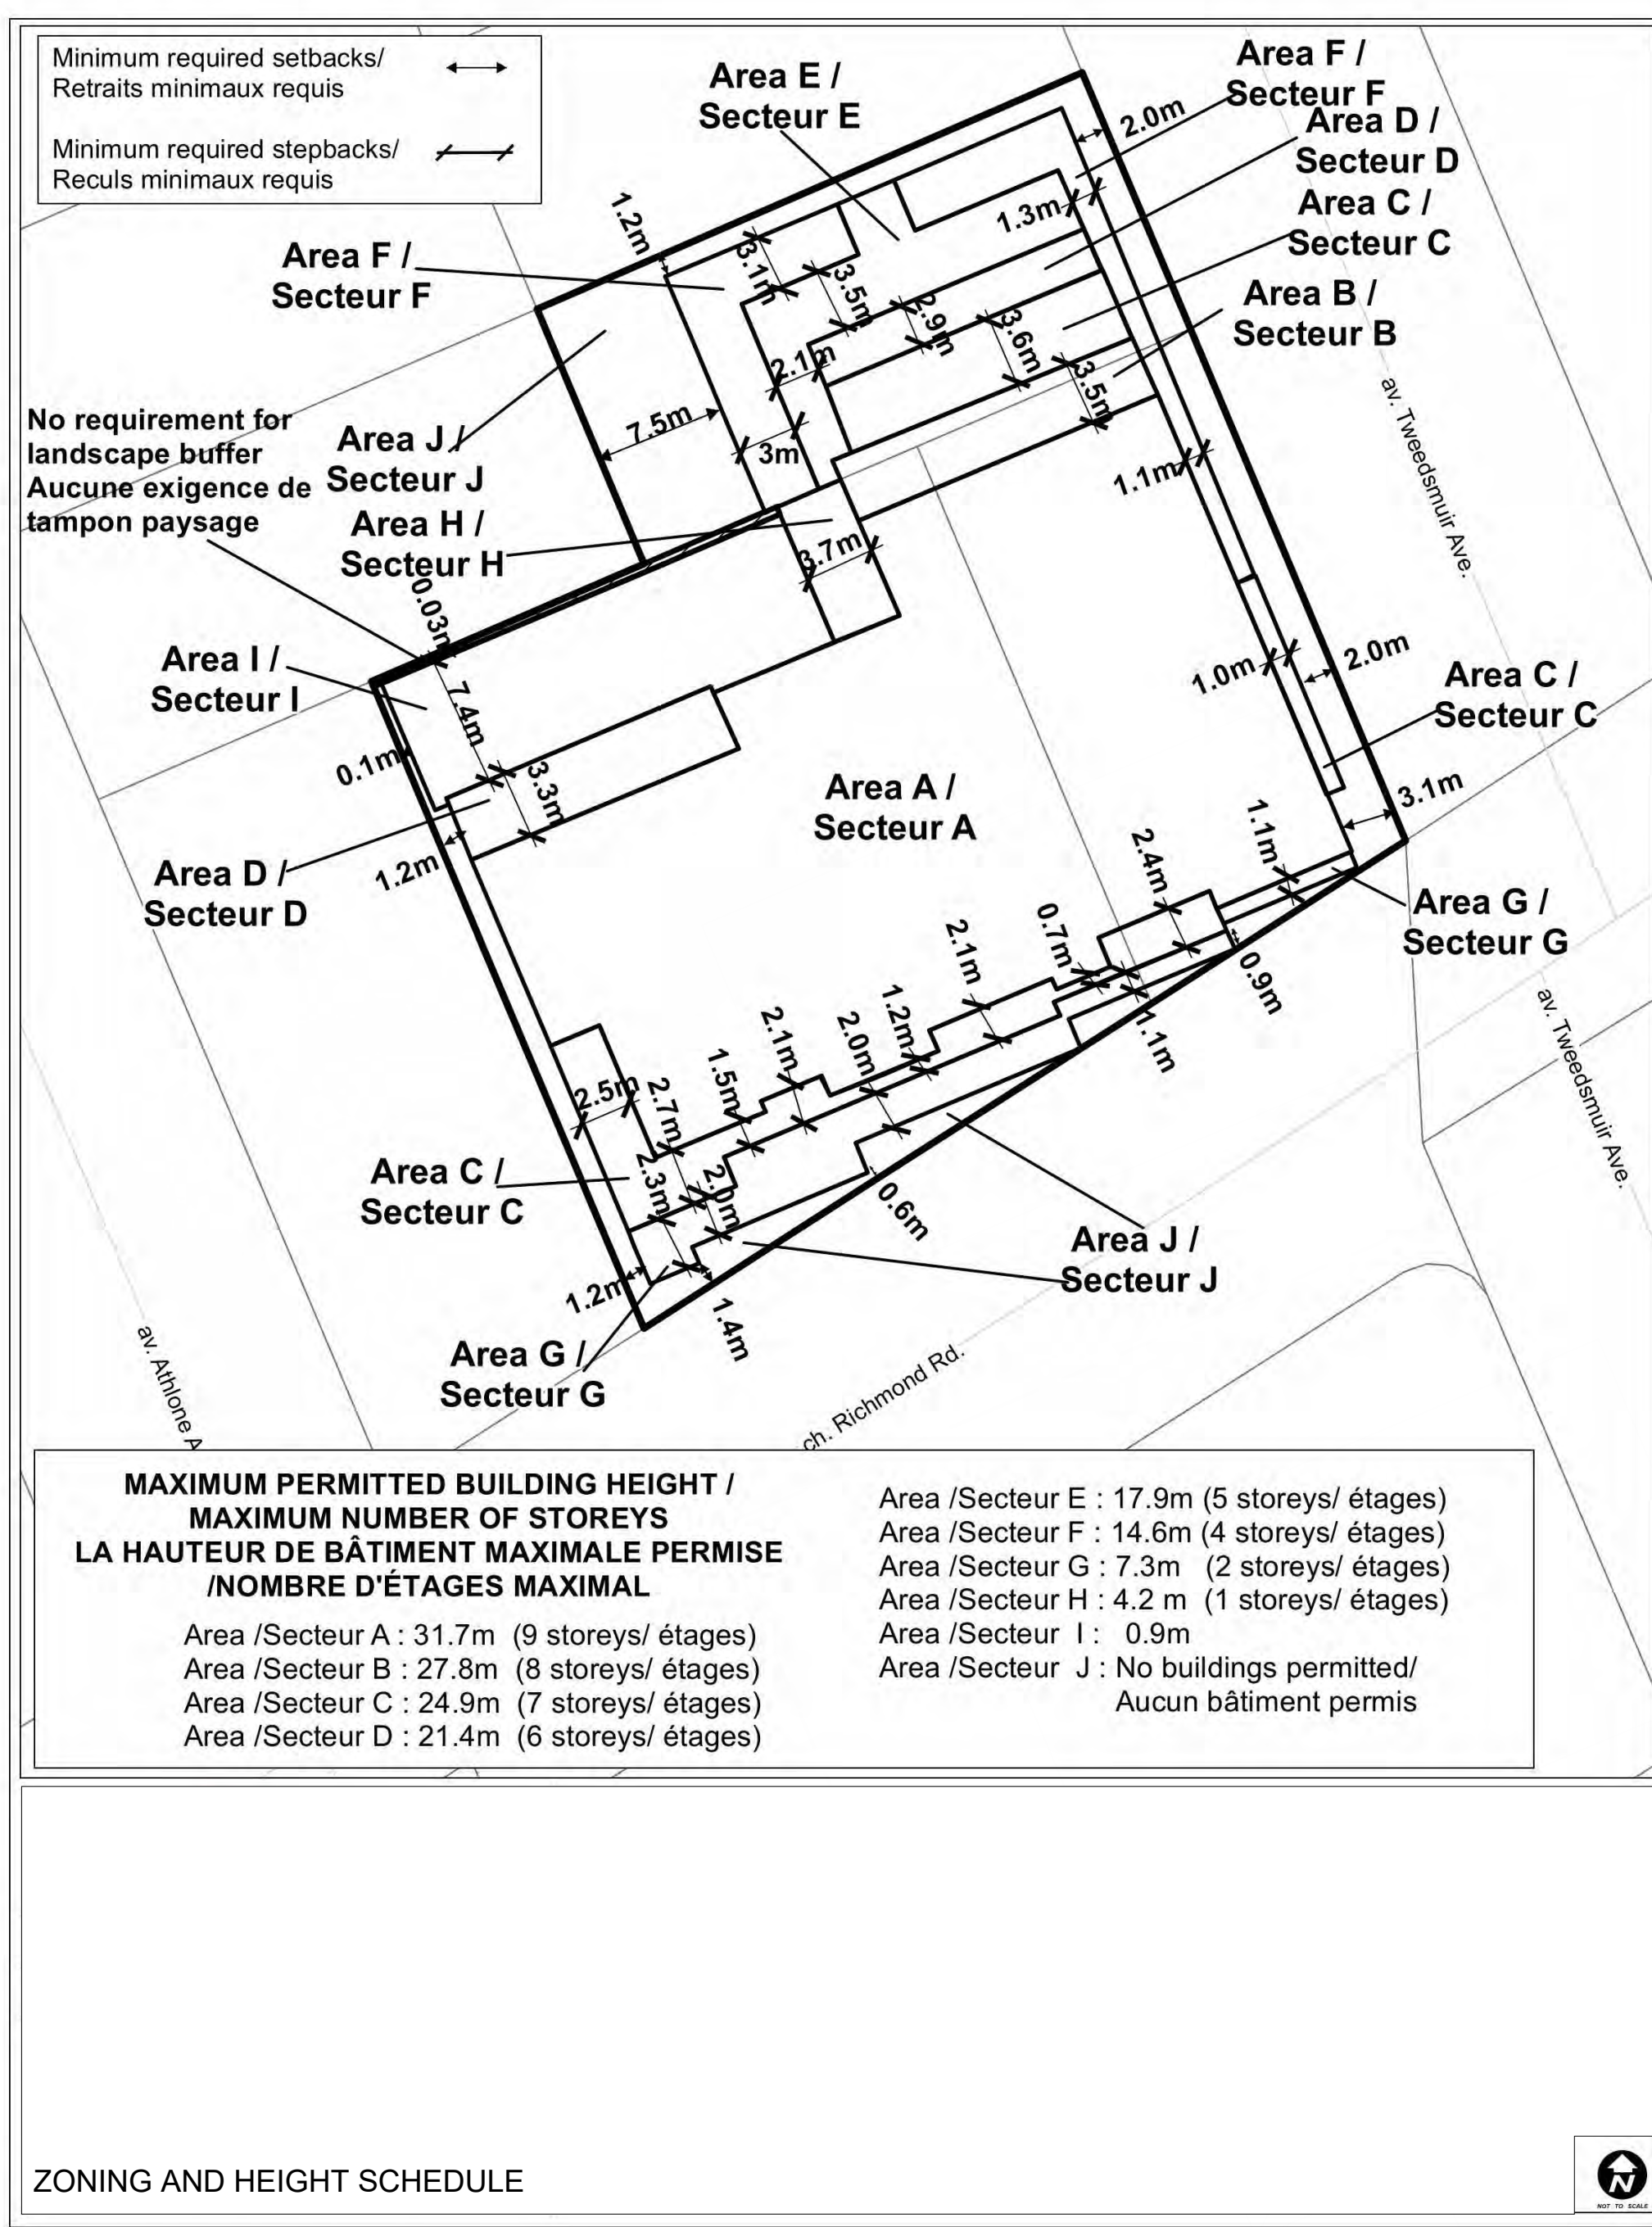 Minimum required setbacks/
Retraits minimaux requis
Minimum required stepbacks/
Reculs minimaux requis
Area E /
Secteur E
Area F /
Secteur F
2.0m
Area D /
Secteur D
Area C /
Secteur C
1.3m
1.2m
Area F /
Secteur F
3.1m
3.5m
2.9m
3.6m
3.5m
Area B /
Secteur B
2.1m
av. Tweedsmuir Ave.
No requirement for
landscape buffer
Aucune exigence de
tampon paysage
Area J /
Secteur J
7.5m
3m
1.1m
Area H /
Secteur H
3.7m
0.03m
Area I /
Secteur I
7.4m
0.1m
3.3m
1.0m
2.0m
Area C /
Secteur C
Area A /
Secteur A
3.1m
1.2m
Area D /
Secteur D
2.4m
1.1m
Area G /
Secteur G
0.7m
2.1m
0.9m
1.2m
2.0m
2.1m
1.1m
1.5m
2.7m
2.5m
av. Tweedsmuir Ave.
Area C /
Secteur C
2.3m
2.0m
0.6m
Area J /
Secteur J
1.2m
1.4m
Area G /
Secteur G
av. Athlone A
ch. Richmond Rd.
MAXIMUM PERMITTED BUILDING HEIGHT /
MAXIMUM NUMBER OF STOREYS
LA HAUTEUR DE BÂTIMENT MAXIMALE PERMISE
/NOMBRE D'ÉTAGES MAXIMAL
Area /Secteur A : 31.7m (9 storeys/ étages)
Area /Secteur B : 27.8m (8 storeys/ étages)
Area /Secteur C : 24.9m (7 storeys/ étages)
Area /Secteur D : 21.4m (6 storeys/ étages)
Area /Secteur E : 17.9m (5 storeys/ étages)
Area /Secteur F : 14.6m (4 storeys/ étages)
Area /Secteur G : 7.3m (2 storeys/ étages)
Area /Secteur H : 4.2 m (1 storeys/ étages)
Area /Secteur I : 0.9m
Area /Secteur J : No buildings permitted/
Aucun bâtiment permis
ZONING AND HEIGHT SCHEDULE
N
NOT TO SCALE